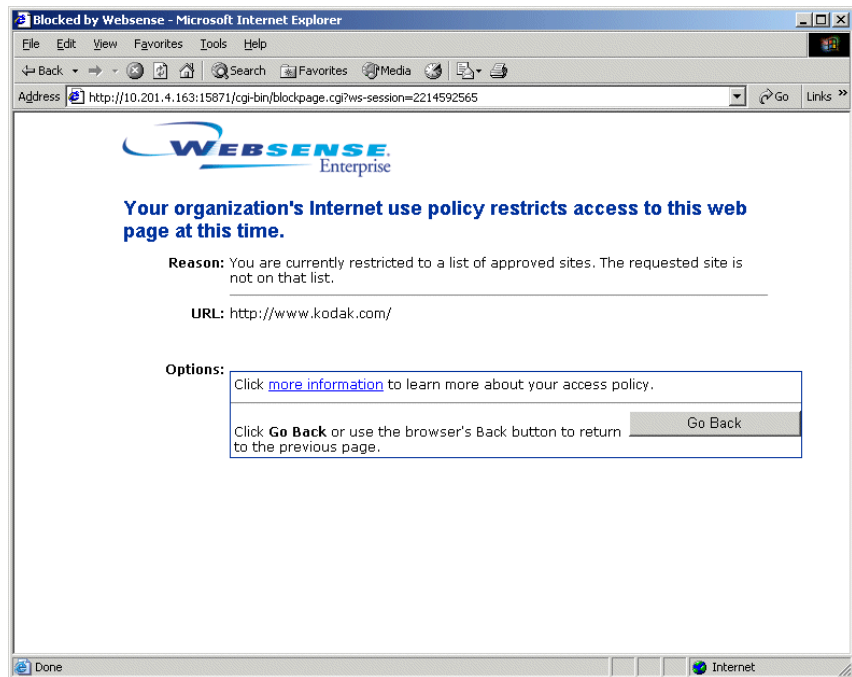 Blocked by Websense - Microsoft Internet Explorer
File Edit View Favorites Tools Help
Back Search Favorites Media
Address http://10.201.4.163:15871/cgi-bin/blockpage.cgi?ws-session=2214592565 Go Links »
WEBSENSE.
Enterprise
Your organization's Internet use policy restricts access to this web
page at this time.
Reason: You are currently restricted to a list of approved sites. The requested site is
not on that list.
URL: http://www.kodak.com/
Options:
Click more information to learn more about your access policy.
Click Go Back or use the browser's Back button to return
to the previous page.
Go Back
Done Internet